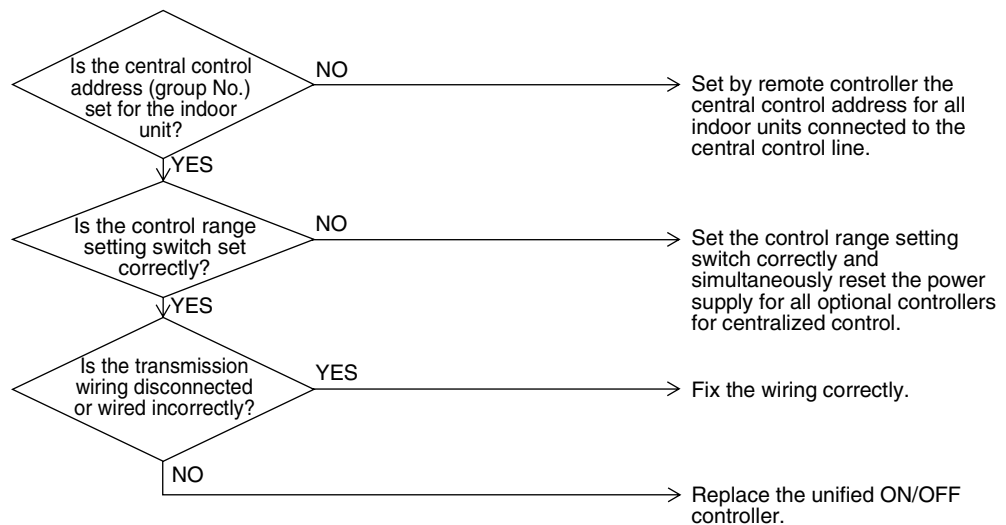 Is the central control
address (group No.)
set for the indoor
unit?
NO
Set by remote controller the
central control address for all
indoor units connected to the
central control line.
YES
Is the control range
setting switch set
correctly?
NO
Set the control range setting
switch correctly and
simultaneously reset the power
supply for all optional controllers
for centralized control.
YES
Is the transmission
wiring disconnected
or wired incorrectly?
YES
Fix the wiring correctly.
NO
Replace the unified ON/OFF
controller.